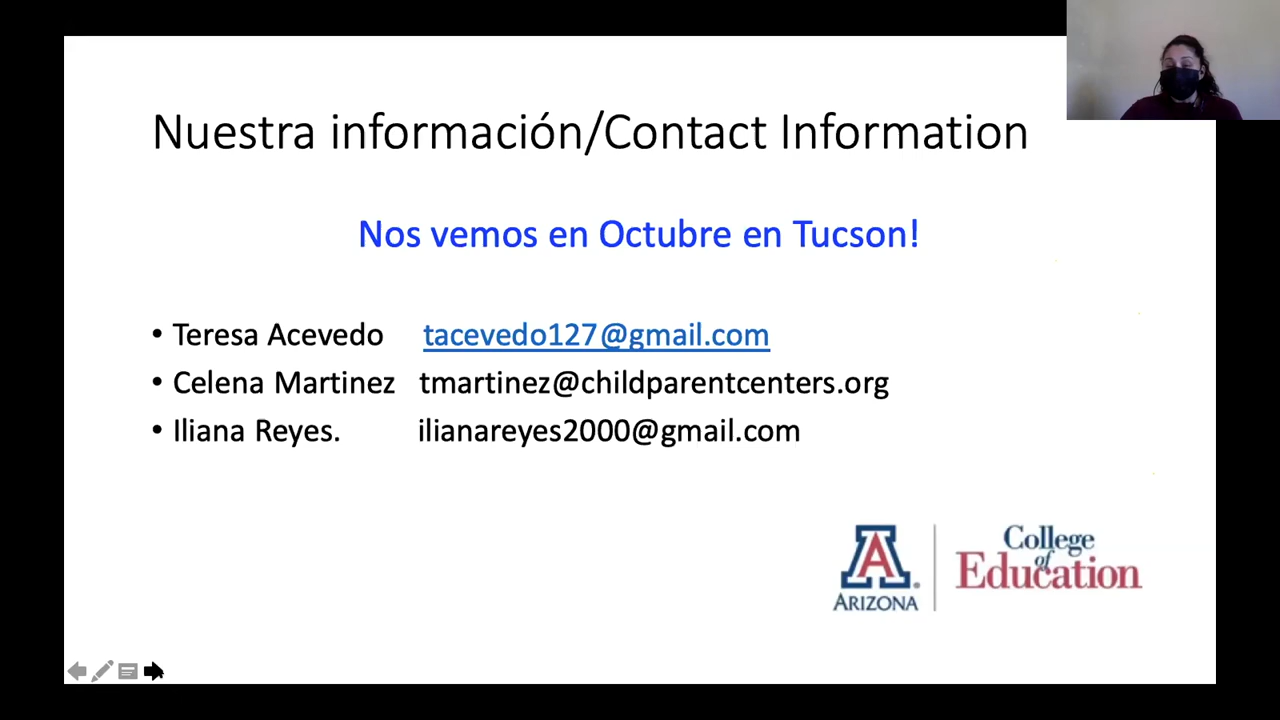 Nuestra información/Contact Information
Nos vemos en Octubre en Tucson!
• Teresa Acevedo tacevedo127@gmail.com
• Celena Martinez tmartinez@childparentcenters.org
• Iliana Reyes. ilianareyes2000@gmail.com
A
ARIZONA
College
of
Education